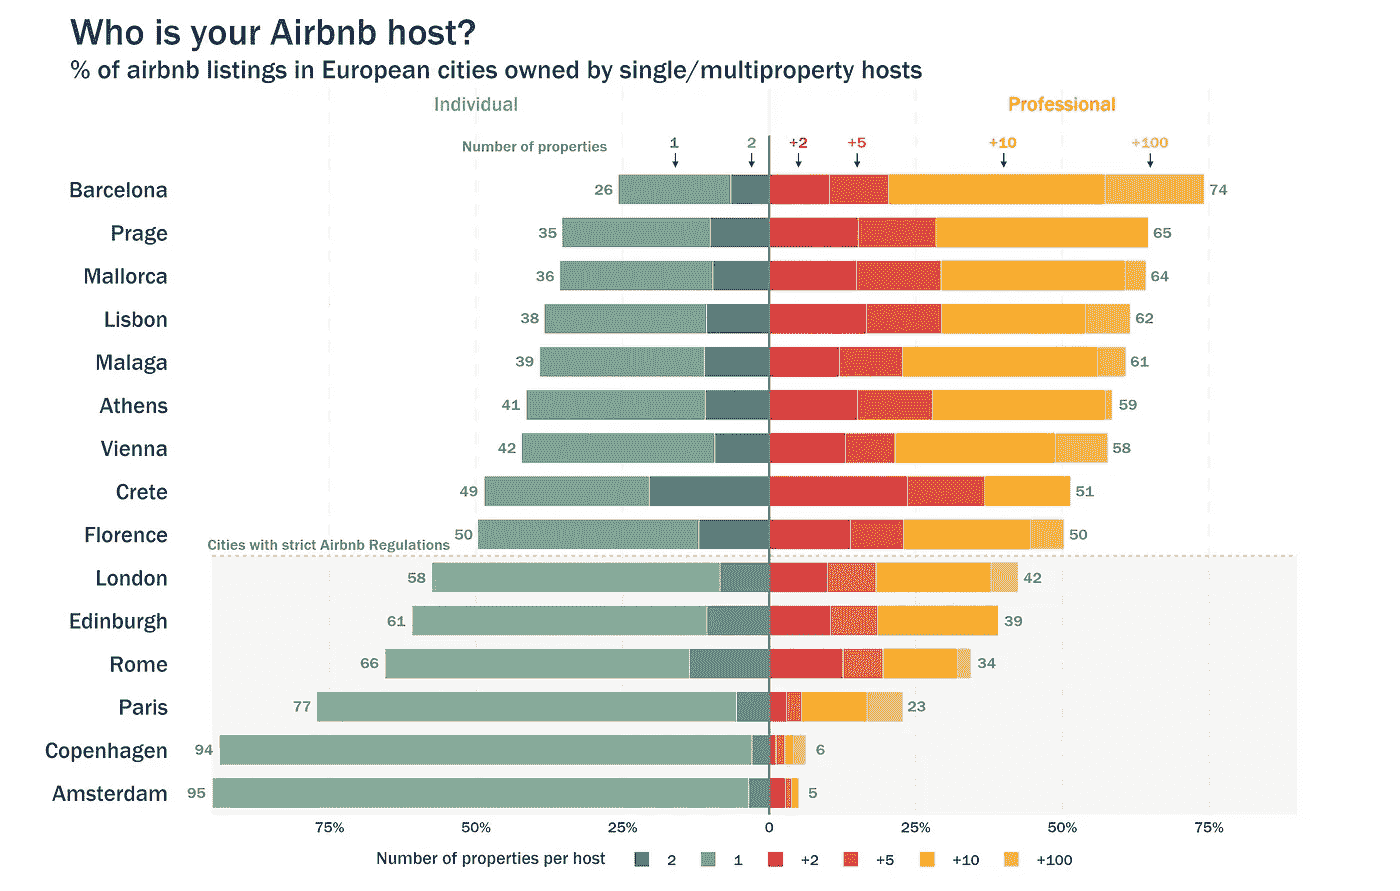 Who is your Airbnb host?
% of airbnb listings in European cities owned by single/multiproperty hosts
Individual Professional
Number of properties 1 2 +2 +5 +10 +100
Barcelona 26 74
Prage 35 65
Mallorca 36 64
Lisbon 38 62
Malaga 39 61
Athens 41 59
Vienna 42 58
Crete 49 51
Florence 50 50
Cities with strict Airbnb Regulations
London 58 42
Edinburgh 61 39
Rome 66 34
Paris 77 23
Copenhagen 94 6
Amsterdam 95 5
75% 50% 25% 0 25% 50% 75%
Number of properties per host 2 1 +2 +5 +10 +100